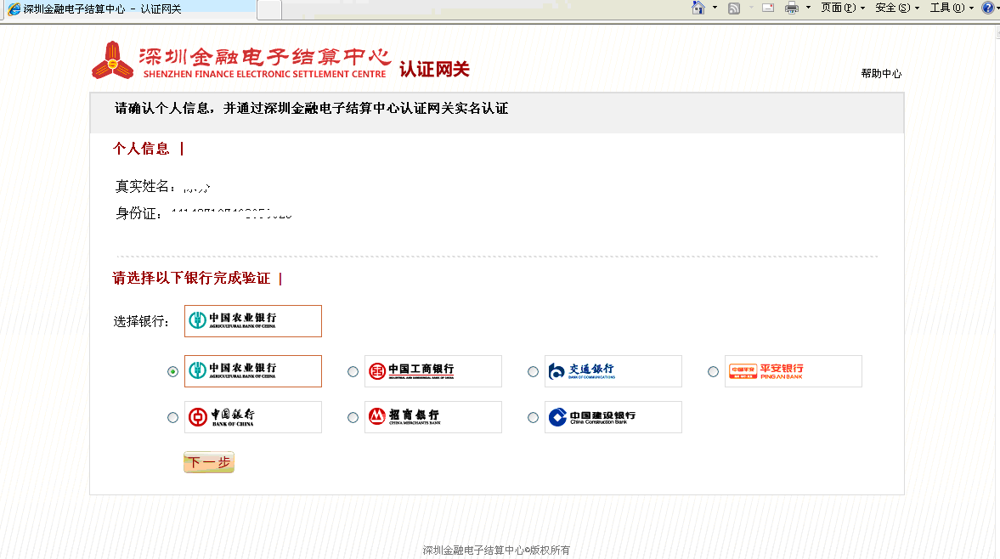 深圳金融电子结算中心 - 认证网关
页面(P) 安全(S) 工具(O)
深圳金融电子结算中心 认证网关
SHENZHEN FINANCE ELECTRONIC SETTLEMENT CENTRE
帮助中心
请确认个人信息，并通过深圳金融电子结算中心认证网关实名认证
个人信息 |
真实姓名：
身份证：
请选择以下银行完成验证 |
选择银行： 中国农业银行 AGRICULTURAL BANK OF CHINA
中国农业银行 AGRICULTURAL BANK OF CHINA
中国工商银行 INDUSTRIAL AND COMMERCIAL BANK OF CHINA
交通银行 BANK OF COMMUNICATIONS
中国平安 平安银行 PINGAN BANK
中国银行 BANK OF CHINA
招商银行 CHINA MERCHANTS BANK
中国建设银行 China Construction Bank
下一步
深圳金融电子结算中心©版权所有